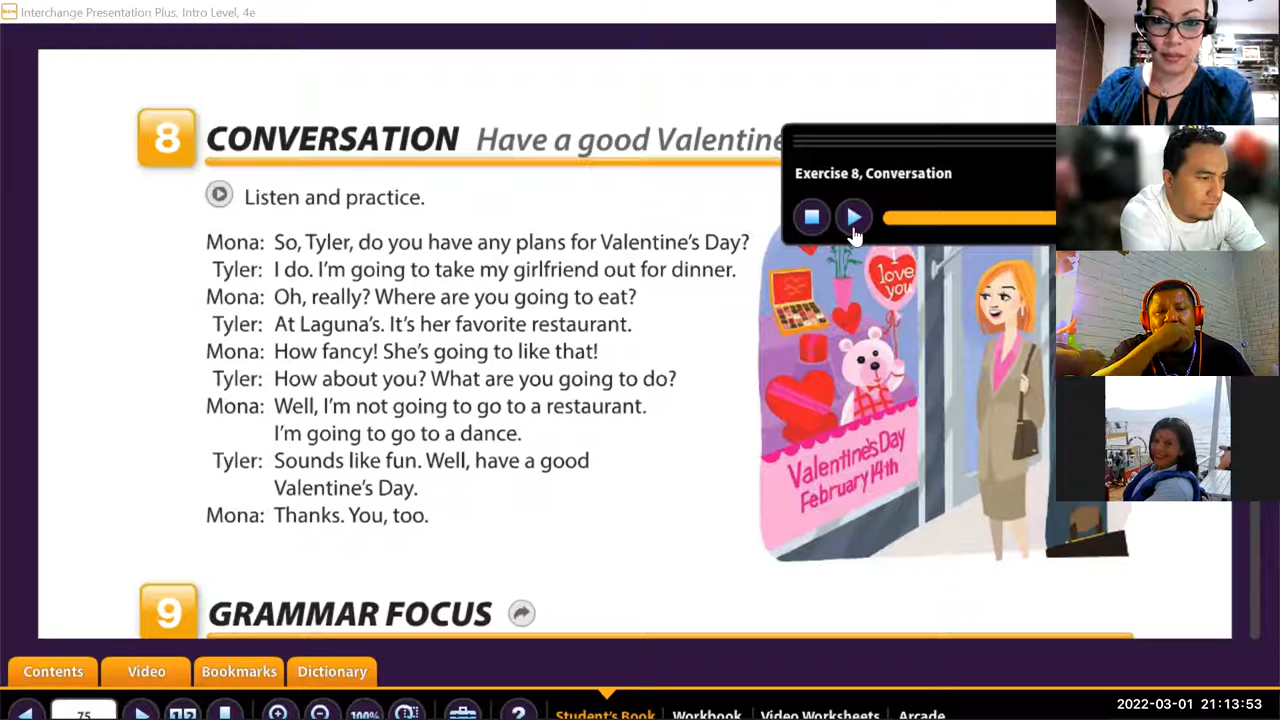 Interchange Presentation Plus, Intro Level, 4e
8 CONVERSATION Have a good Valentine
Exercise 8, Conversation
Listen and practice.
Mona: So, Tyler, do you have any plans for Valentine's Day?
Tyler: I do. I'm going to take my girlfriend out for dinner.
Mona: Oh, really? Where are you going to eat?
Tyler: At Laguna's. It's her favorite restaurant.
Mona: How fancy! She's going to like that!
Tyler: How about you? What are you going to do?
Mona: Well, I'm not going to go to a restaurant.
I'm going to go to a dance.
Tyler: Sounds like fun. Well, have a good
Valentine's Day.
Mona: Thanks. You, too.
I
love
you
Valentine's Day
February 14th
9 GRAMMAR FOCUS
Contents Video Bookmarks Dictionary
75 100% ? Student's Book Workbook Video Worksheets Arcade
2022-03-01 21:13:53